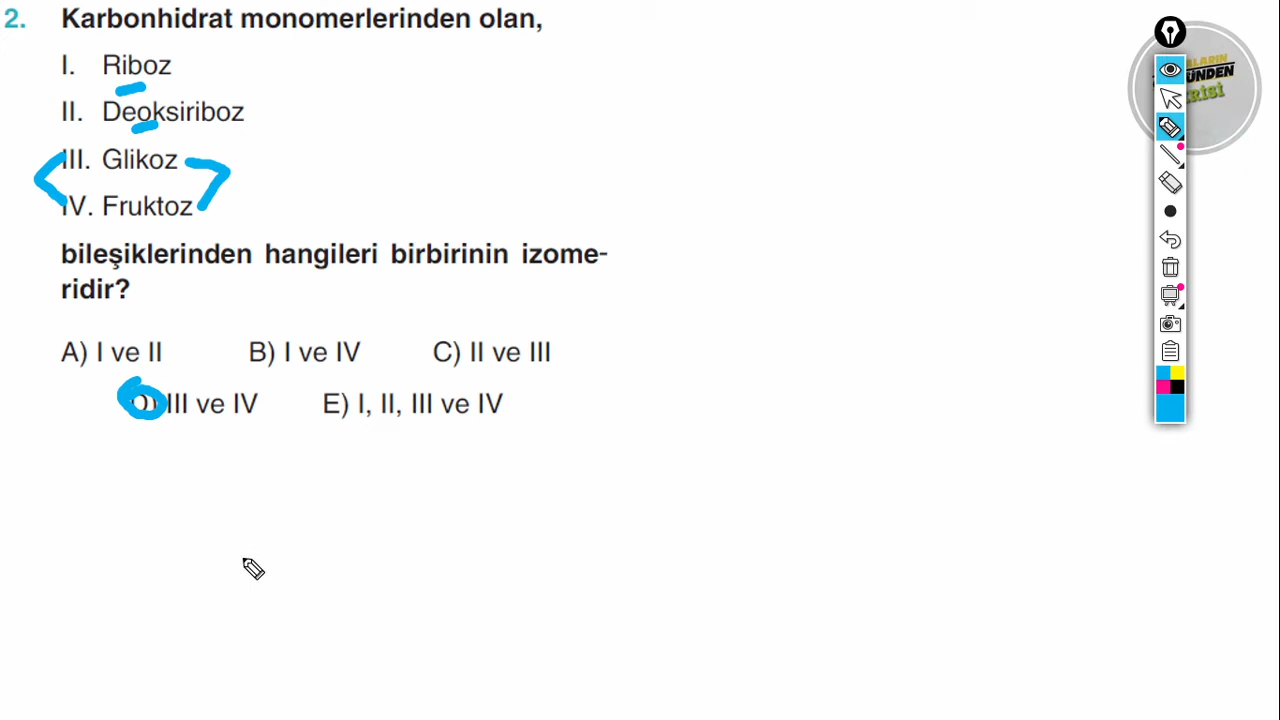 2. Karbonhidrat monomerlerinden olan,
I. Riboz
II. Deoksiriboz
III. Glikoz
IV. Fruktoz
bileşiklerinden hangileri birbirinin izome-
ridir?
A) I ve II B) I ve IV C) II ve III
D) III ve IV E) I, II, III ve IV